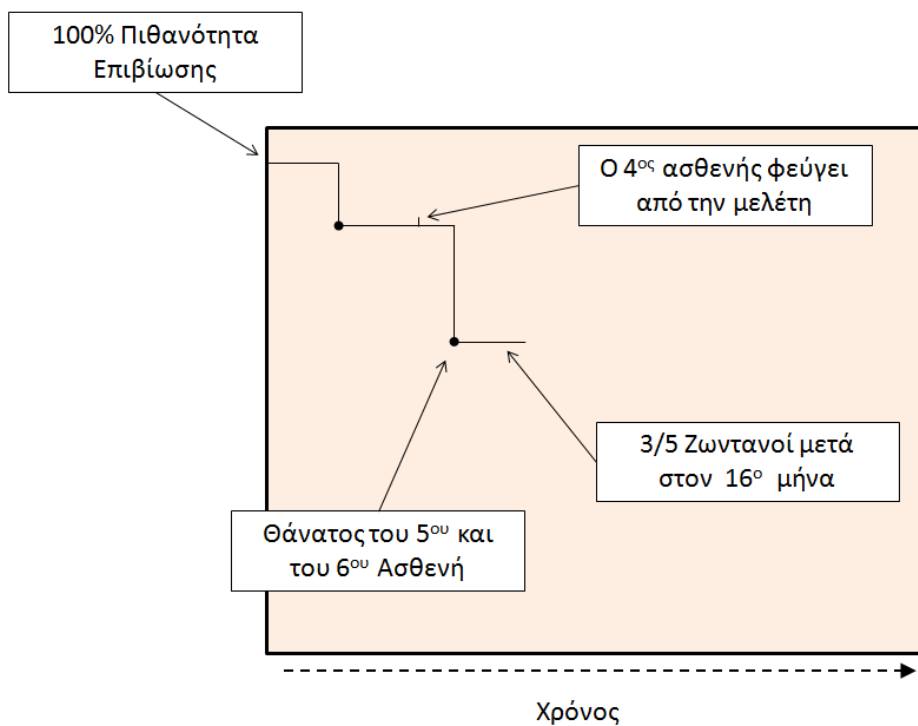 100% Πιθανότητα
Επιβίωσης
Ο 4ος ασθενής φεύγει
από την μελέτη
3/5 Ζωντανοί μετά
στον 16ο μήνα
Θάνατος του 5ου και
του 6ου Ασθενή
Χρόνος